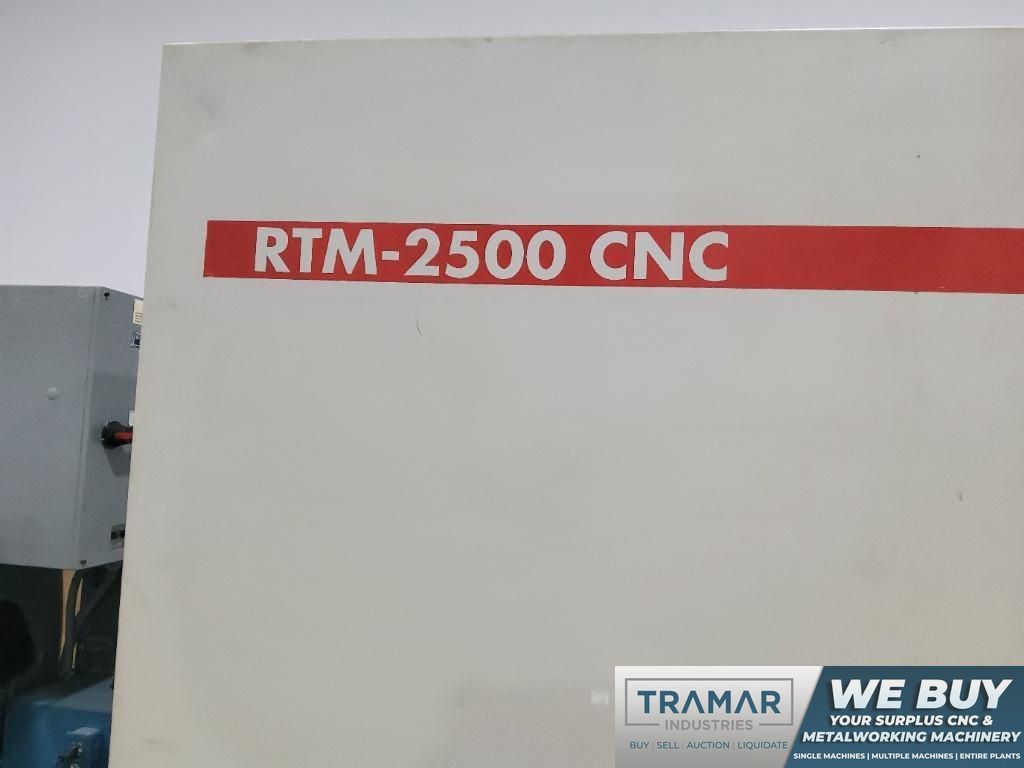 RTM-2500 CNC
TRAMAR
INDUSTRIES
BUY | SELL | AUCTION | LIQUIDATE
WE BUY
YOUR SURPLUS CNC &
METALWORKING MACHINERY
SINGLE MACHINES | MULTIPLE MACHINES | ENTIRE PLANTS